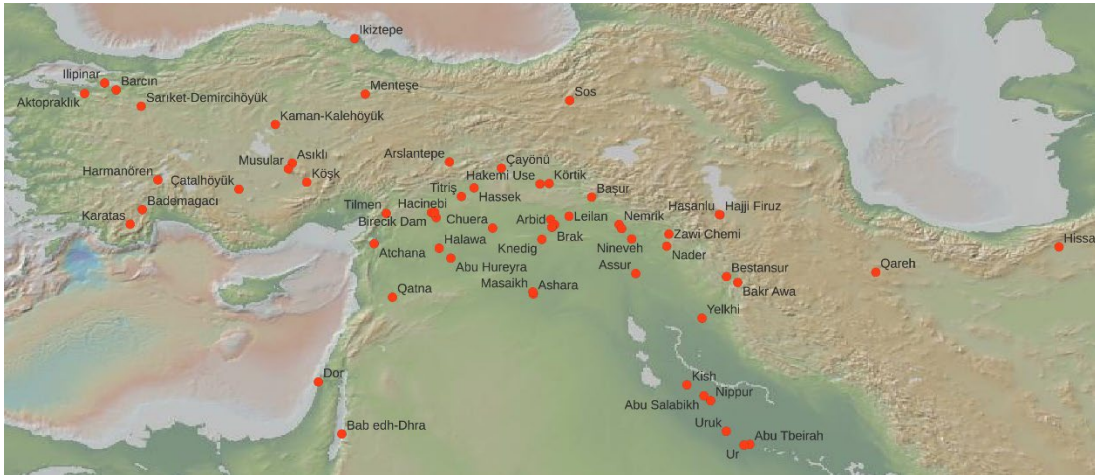 Ikiztepe
Ilipinar
Barcın
Menteşe
Aktopraklık
Sarıket-Demircihöyük
Sos
Kaman-Kalehöyük
Musular
Asıklı
Arslantepe
Çayönü
Harmanören
Çatalhöyük
Köşk
Hakemi Use
Körtik
Titriş
Hassek
Başur
Bademagacı
Karatas
Tilmen
Hacinebi
Birecik Dam
Chuera
Arbid
Leilan
Nemrik
Hasanlu
Hajji Firuz
Atchana
Halawa
Knedig
Brak
Nineveh
Zawi Chemi
Nader
Hissar
Abu Hureyra
Assur
Bestansur
Qareh
Qatna
Masaikh
Ashara
Bakr Awa
Yelkhi
Dor
Kish
Nippur
Abu Salabikh
Bab edh-Dhra
Uruk
Abu Tbeirah
Ur